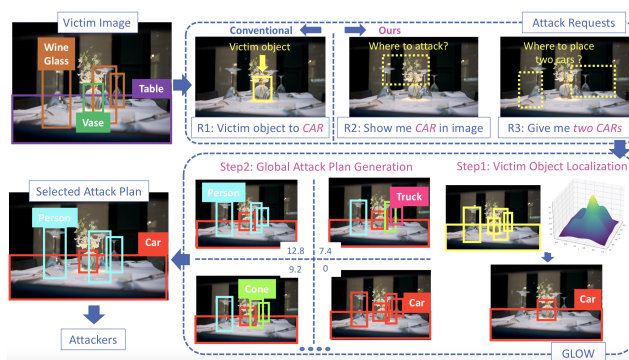 Victim Image
Wine
Glass
Table
Vase
Attack Requests
Conventional
Ours
Victim object
Where to attack?
Where to place
two cars ?
R1: Victim object to CAR
R2: Show me CAR in image
R3: Give me two CARs
Step2: Global Attack Plan Generation
Step1: Victim Object Localization
Selected Attack Plan
Person
Car
Attackers
Person
Truck
12.8
7.4
9.2
0
Cone
Car
Car
GLOW